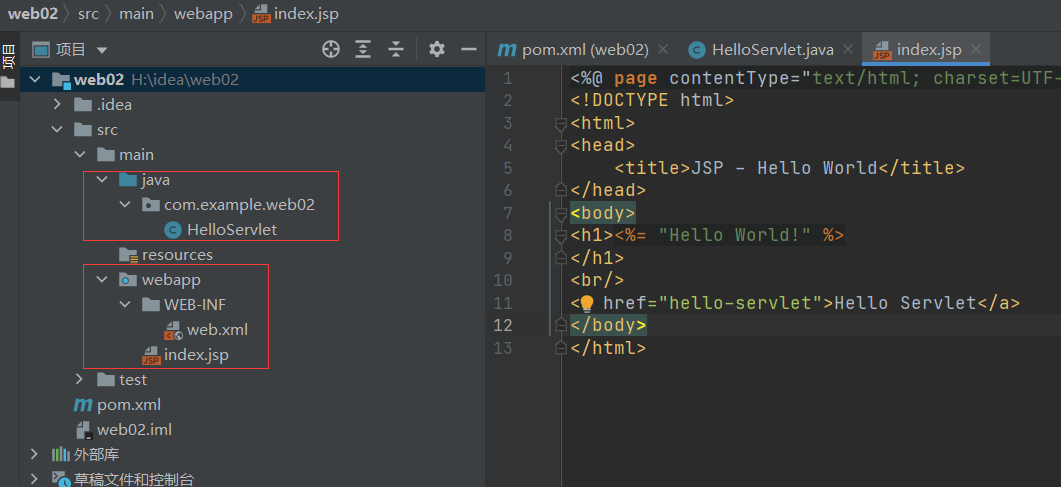 web02 src main webapp index.jsp
项目
项目
pom.xml (web02) HelloServlet.java index.jsp
web02 H:\idea\web02
.idea
src
main
java
com.example.web02
HelloServlet
resources
webapp
WEB-INF
web.xml
index.jsp
test
pom.xml
web02.iml
外部库
草稿文件和控制台
1 <%@ page contentType="text/html; charset=UTF-
2 <!DOCTYPE html>
3 <html>
4 <head>
5 <title>JSP - Hello World</title>
6 </head>
7 <body>
8 <h1><%= "Hello World!" %>
9 </h1>
10 <br/>
11 < href="hello-servlet">Hello Servlet</a>
12 </body>
13 </html>